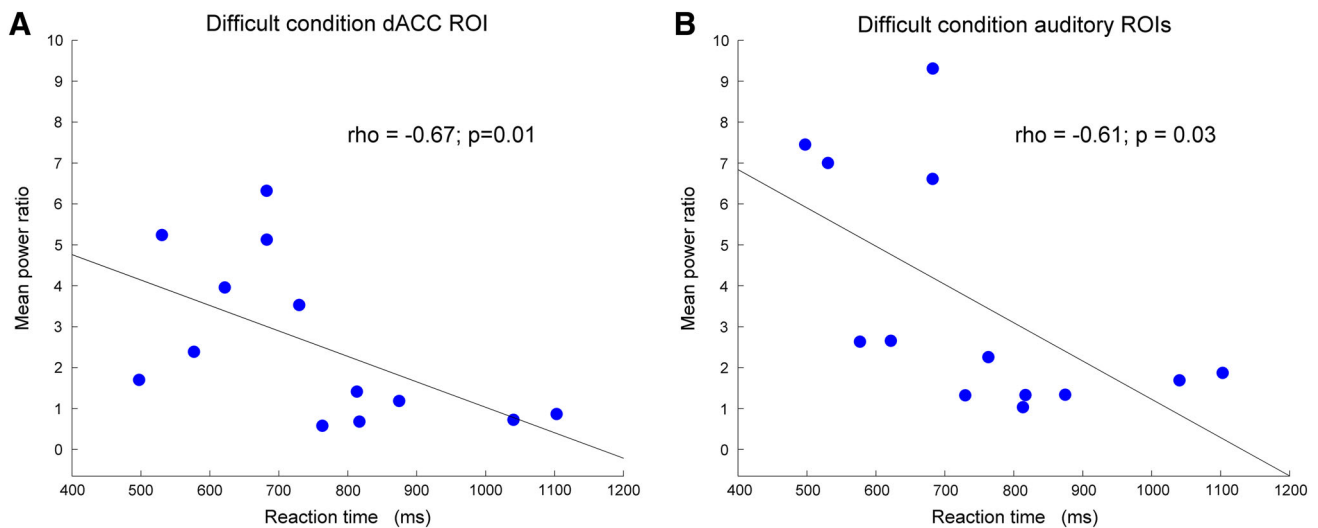 A
Difficult condition dACC ROI
10
9
8
7
6
5
4
3
2
1
0
Mean power ratio
rho = -0.67; p=0.01
400 500 600 700 800 900 1000 1100 1200
Reaction time (ms)
B
Difficult condition auditory ROIs
10
9
8
7
6
5
4
3
2
1
0
Mean power ratio
rho = -0.61; p = 0.03
400 500 600 700 800 900 1000 1100 1200
Reaction time (ms)